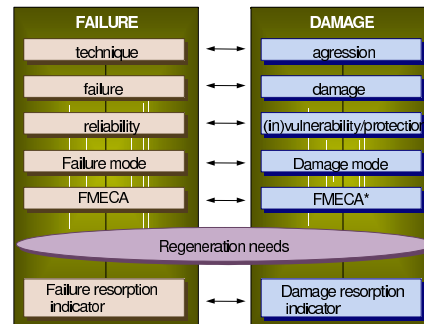 FAILURE
DAMAGE
technique
agression
failure
damage
reliability
(in)vulnerability/protection
Failure mode
Damage mode
FMECA
FMECA*
Regeneration needs
Failure resorption
indicator
Damage resorption
indicator